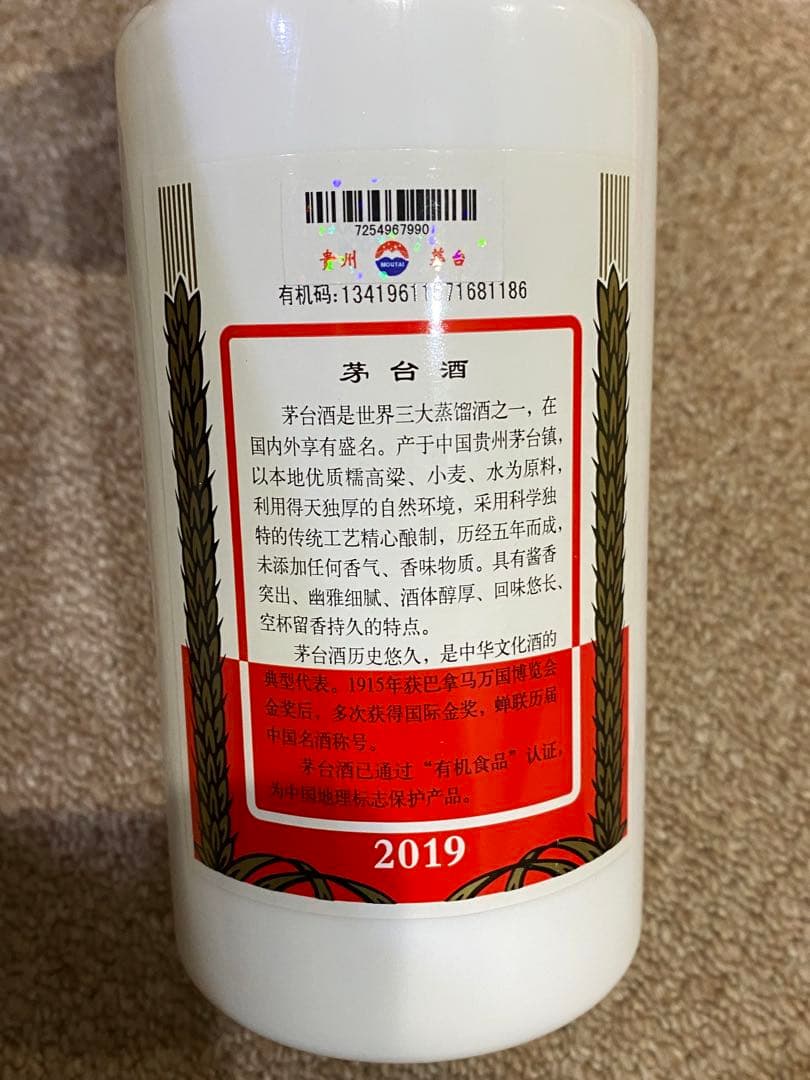 7254967990
贵州 MOUTAI 茅台
有机码:
茅台酒
茅台酒是世界三大蒸馏酒之一，在
国内外享有盛名。产于中国贵州茅台镇，
以本地优质糯高粱、小麦、水为原料，
利用得天独厚的自然环境，采用科学独
特的传统工艺精心酿制，历经五年而成，
未添加任何香气、香味物质。具有酱香
突出、幽雅细腻、酒体醇厚、回味悠长、
空杯留香持久的特点。
茅台酒历史悠久，是中华文化酒的
典型代表。1915年获巴拿马万国博览会
金奖后，多次获得国际金奖，蝉联历届
中国名酒称号。
茅台酒已通过“有机食品”认证，
为中国地理标志保护产品。
2019